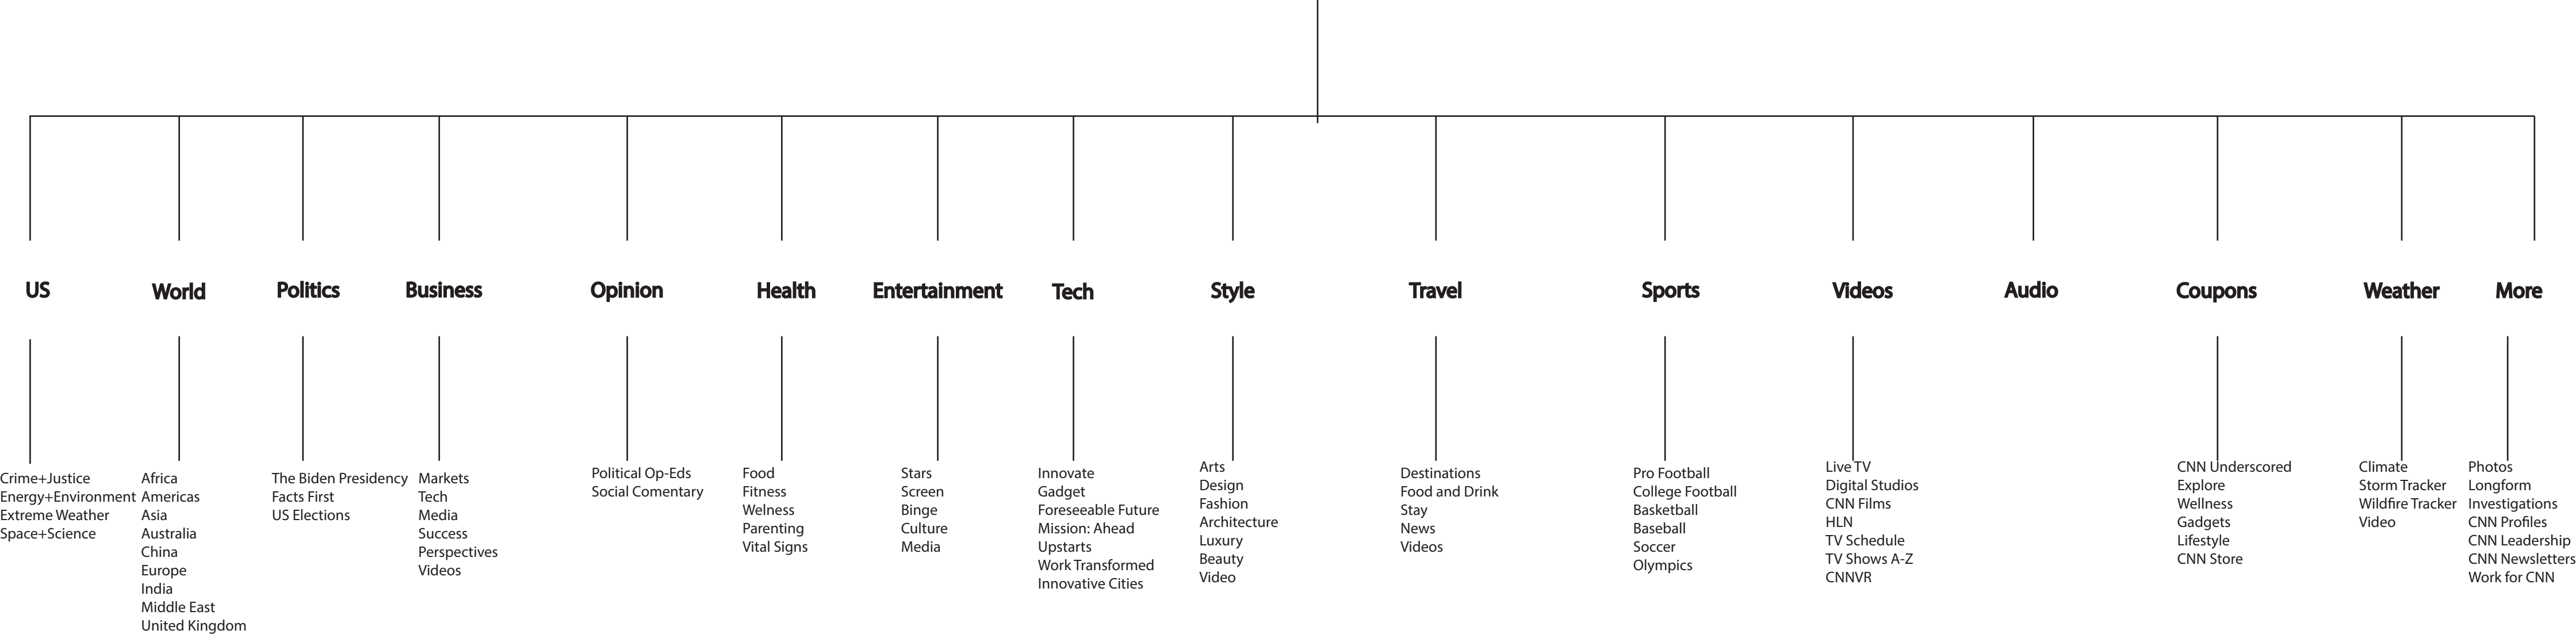 US
World
Politics
Business
Opinion
Health
Entertainment
Tech
Style
Travel
Sports
Videos
Audio
Coupons
Weather
More
Crime+Justice
Energy+Environment
Extreme Weather
Space+Science
Africa
Americas
Asia
Australia
China
Europe
India
Middle East
United Kingdom
The Biden Presidency
Facts First
US Elections
Markets
Tech
Media
Success
Perspectives
Videos
Political Op-Eds
Social Comentary
Food
Fitness
Welness
Parenting
Vital Signs
Stars
Screen
Binge
Culture
Media
Innovate
Gadget
Foreseeable Future
Mission: Ahead
Upstarts
Work Transformed
Innovative Cities
Arts
Design
Fashion
Architecture
Luxury
Beauty
Video
Destinations
Food and Drink
Stay
News
Videos
Pro Football
College Football
Basketball
Baseball
Soccer
Olympics
Live TV
Digital Studios
CNN Films
HLN
TV Schedule
TV Shows A-Z
CNNVR
CNN Underscored
Explore
Wellness
Gadgets
Lifestyle
CNN Store
Climate
Storm Tracker
Wildfire Tracker
Video
Photos
Longform
Investigations
CNN Profiles
CNN Leadership
CNN Newsletters
Work for CNN